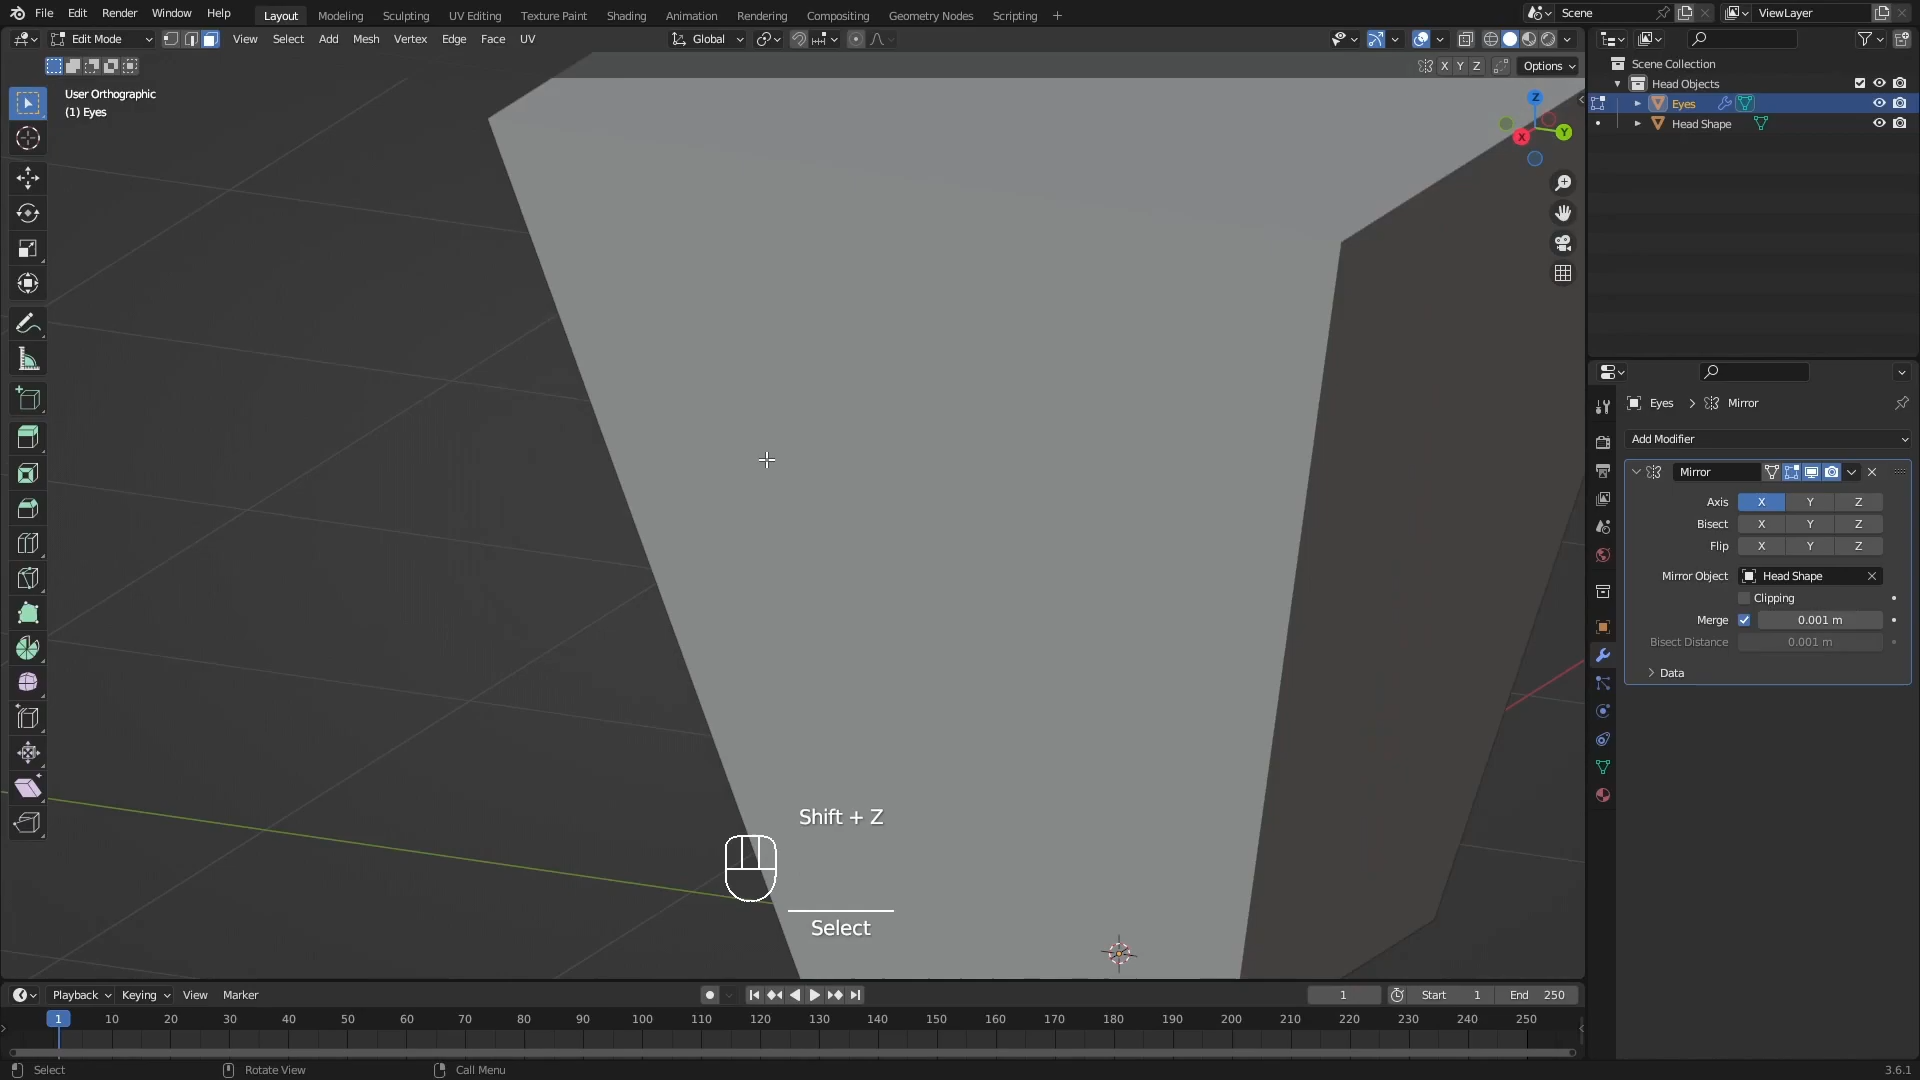 File Edit Render Window Help Layout Modeling Sculpting UV Editing Texture Paint Shading Animation Rendering Compositing Geometry Nodes Scripting + Scene ViewLayer
Edit Mode View Select Add Mesh Vertex Edge Face UV Global
X Y Z Options
User Orthographic
(1) Eyes
Z
Y
X
Scene Collection
Head Objects
Eyes
Head Shape
Eyes > Mirror
Add Modifier
Mirror
Axis X Y Z
Bisect X Y Z
Flip X Y Z
Mirror Object Head Shape
Clipping
Merge 0.001 m
Bisect Distance 0.001 m
Data
Shift + Z
Select
Playback Keying View Marker 1 Start 1 End 250
1 10 20 30 40 50 60 70 80 90 100 110 120 130 140 150 160 170 180 190 200 210 220 230 240 250
Select Rotate View Call Menu 3.6.1